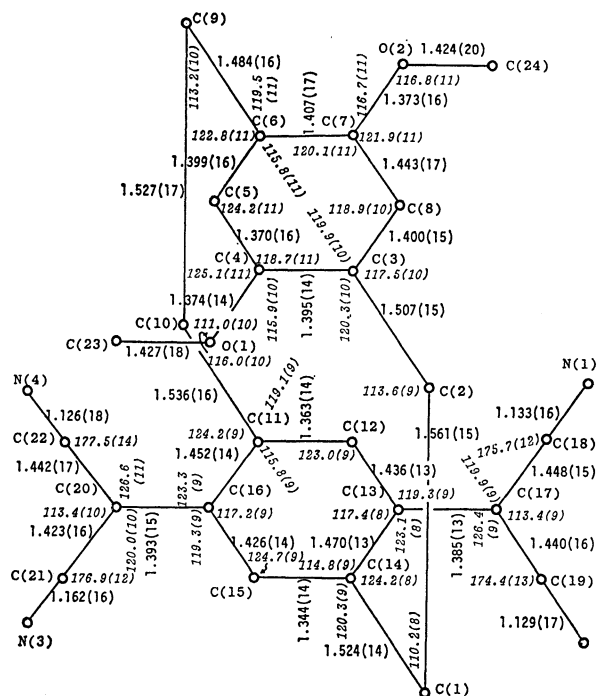 C(9)
O(2) 1.424(20)
C(24)
113.2(10)
1.484(16)
119.5
(11)
1.407(17)
116.7(11)
116.8(11)
1.373(16)
C(6) C(7)
122.8(11)
120.1(11)
121.9(11)
1.399(16)
115.8(11)
1.443(17)
1.527(17)
C(5)
124.2(11)
118.9(10) C(8)
119.9(10)
1.370(16)
1.400(15)
C(4) 118.7(11)
C(3)
125.1(11)
117.5(10)
1.374(14)
115.9(10)
1.395(14)
120.3(10)
1.507(15)
C(10) 111.0(10)
C(23) O(1)
1.427(18)
116.0(10)
119.1(9)
1.363(14)
N(4)
1.536(16)
113.6(9) C(2)
N(1)
1.126(18)
C(11)
C(12)
1.561(15)
1.133(16)
C(22) 177.5(14)
124.2(9)
123.0(9)
175.7(12) C(18)
1.442(17)
126.6
(11)
1.452(14)
115.8(9)
1.436(13)
119.9(9)
1.448(15)
C(20)
123.3
(9)
C(16)
C(13) 119.3(9)
C(17)
113.4(10)
117.2(9)
117.4(8)
113.4(9)
1.423(16)
120.0(10)
1.393(15)
119.3(9)
1.426(14)
1.470(13)
123.1
(8)
1.385(13)
126.4
(9)
1.440(16)
124.7(9)
114.8(9)
C(21) 176.9(12)
C(15)
C(14)
124.2(8)
174.4(13) C(19)
1.162(16)
1.344(14)
120.3(9)
1.524(14)
110.2(8)
1.129(17)
N(3)
C(1)